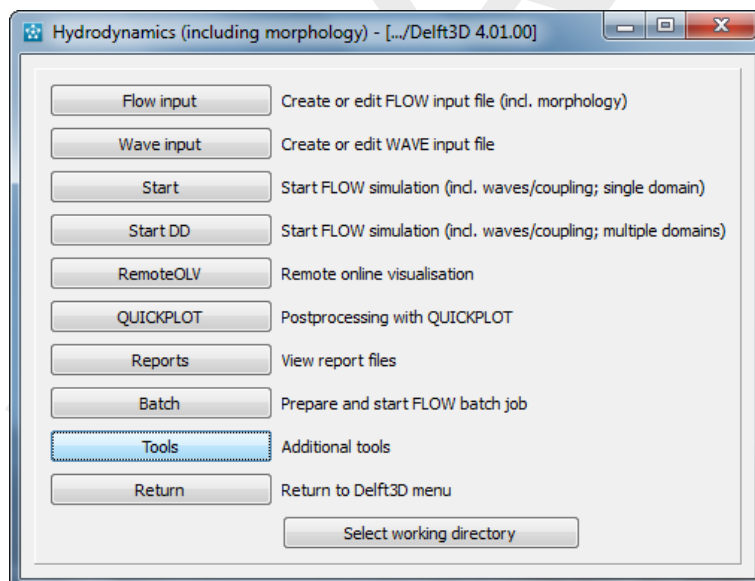 Hydrodynamics (including morphology) - [.../Delft3D 4.01.00]
Flow input Create or edit FLOW input file (incl. morphology)
Wave input Create or edit WAVE input file
Start Start FLOW simulation (incl. waves/coupling; single domain)
Start DD Start FLOW simulation (incl. waves/coupling; multiple domains)
RemoteOLV Remote online visualisation
QUICKPLOT Postprocessing with QUICKPLOT
Reports View report files
Batch Prepare and start FLOW batch job
Tools Additional tools
Return Return to Delft3D menu
Select working directory